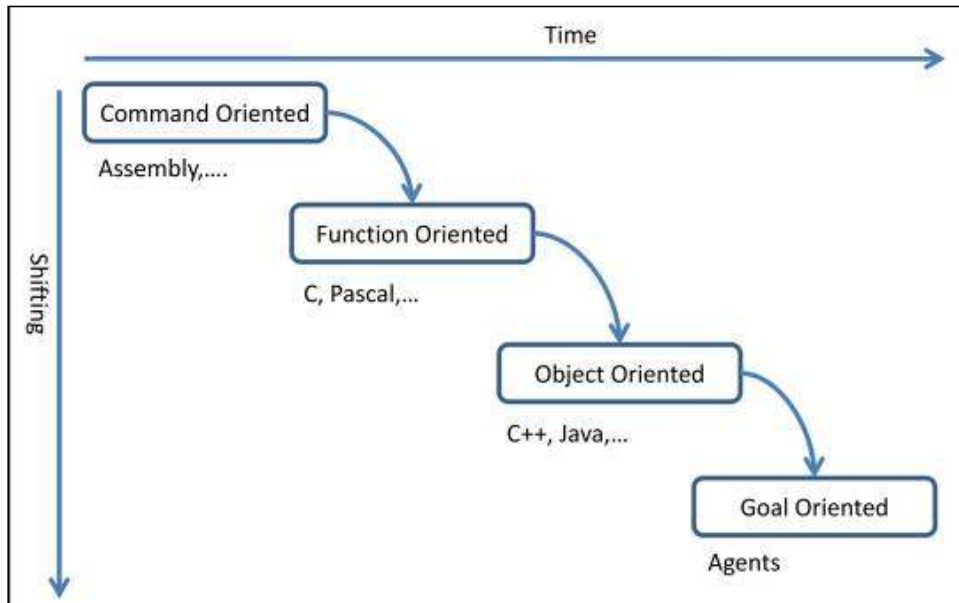 Time
Command Oriented
Assembly,....
Function Oriented
Shifting
C, Pascal,...
Object Oriented
C++, Java,...
Goal Oriented
Agents